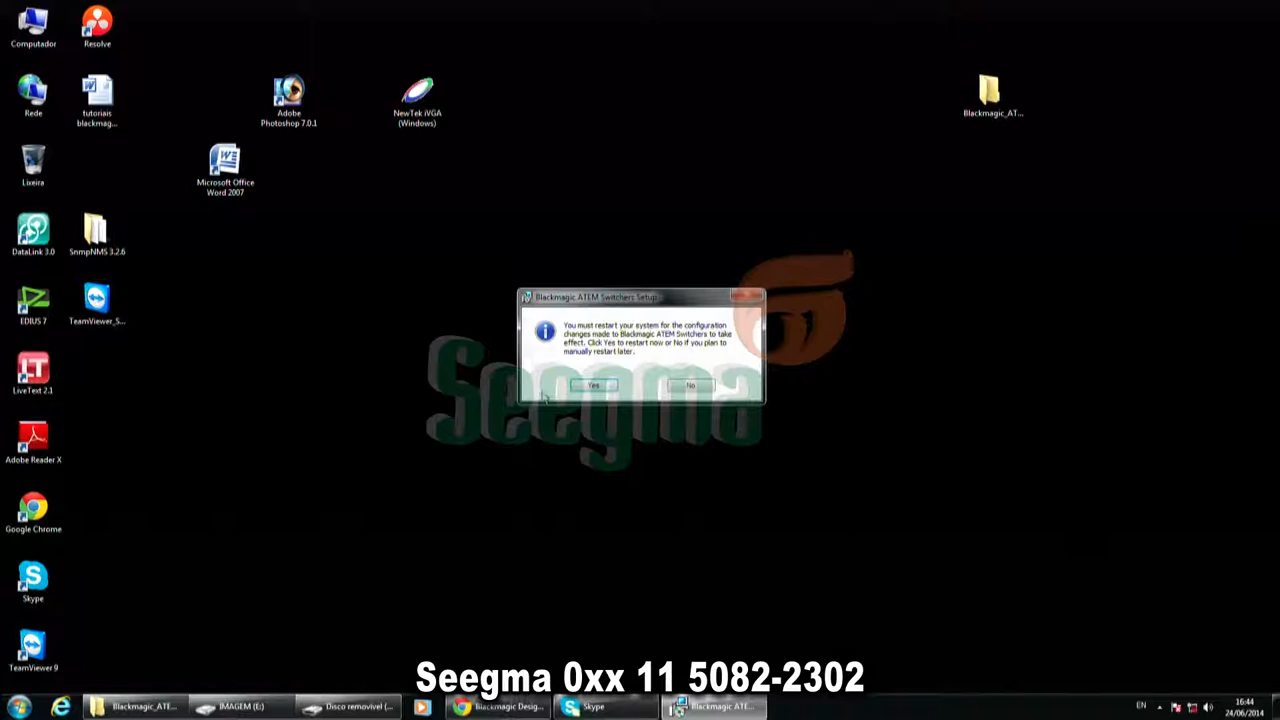 Computador
Resolve
Rede
tutoriais
blackmag...
Adobe
Photoshop 7.0.1
NewTek iVGA
(Windows)
Blackmagic_AT...
Lixeira
Microsoft Office
Word 2007
DataLink 3.0
SnmpNMS 3.2.6
EDIUS 7
TeamViewer_S...
Blackmagic ATEM Switchers Setup
You must restart your system for the configuration
changes made to Blackmagic ATEM Switchers to take
effect. Click Yes to restart now or No if you plan to
manually restart later.
Yes
No
Seegma
LT
LiveText 2.1
Adobe Reader X
Google Chrome
Skype
TeamViewer 9
Seegma 0xx 11 5082-2302
Blackmagic_ATE...
IMAGEM (E:)
Disco removível (...
Blackmagic Desig...
Skype
Blackmagic ATE...
EN
16:44
24/06/2014